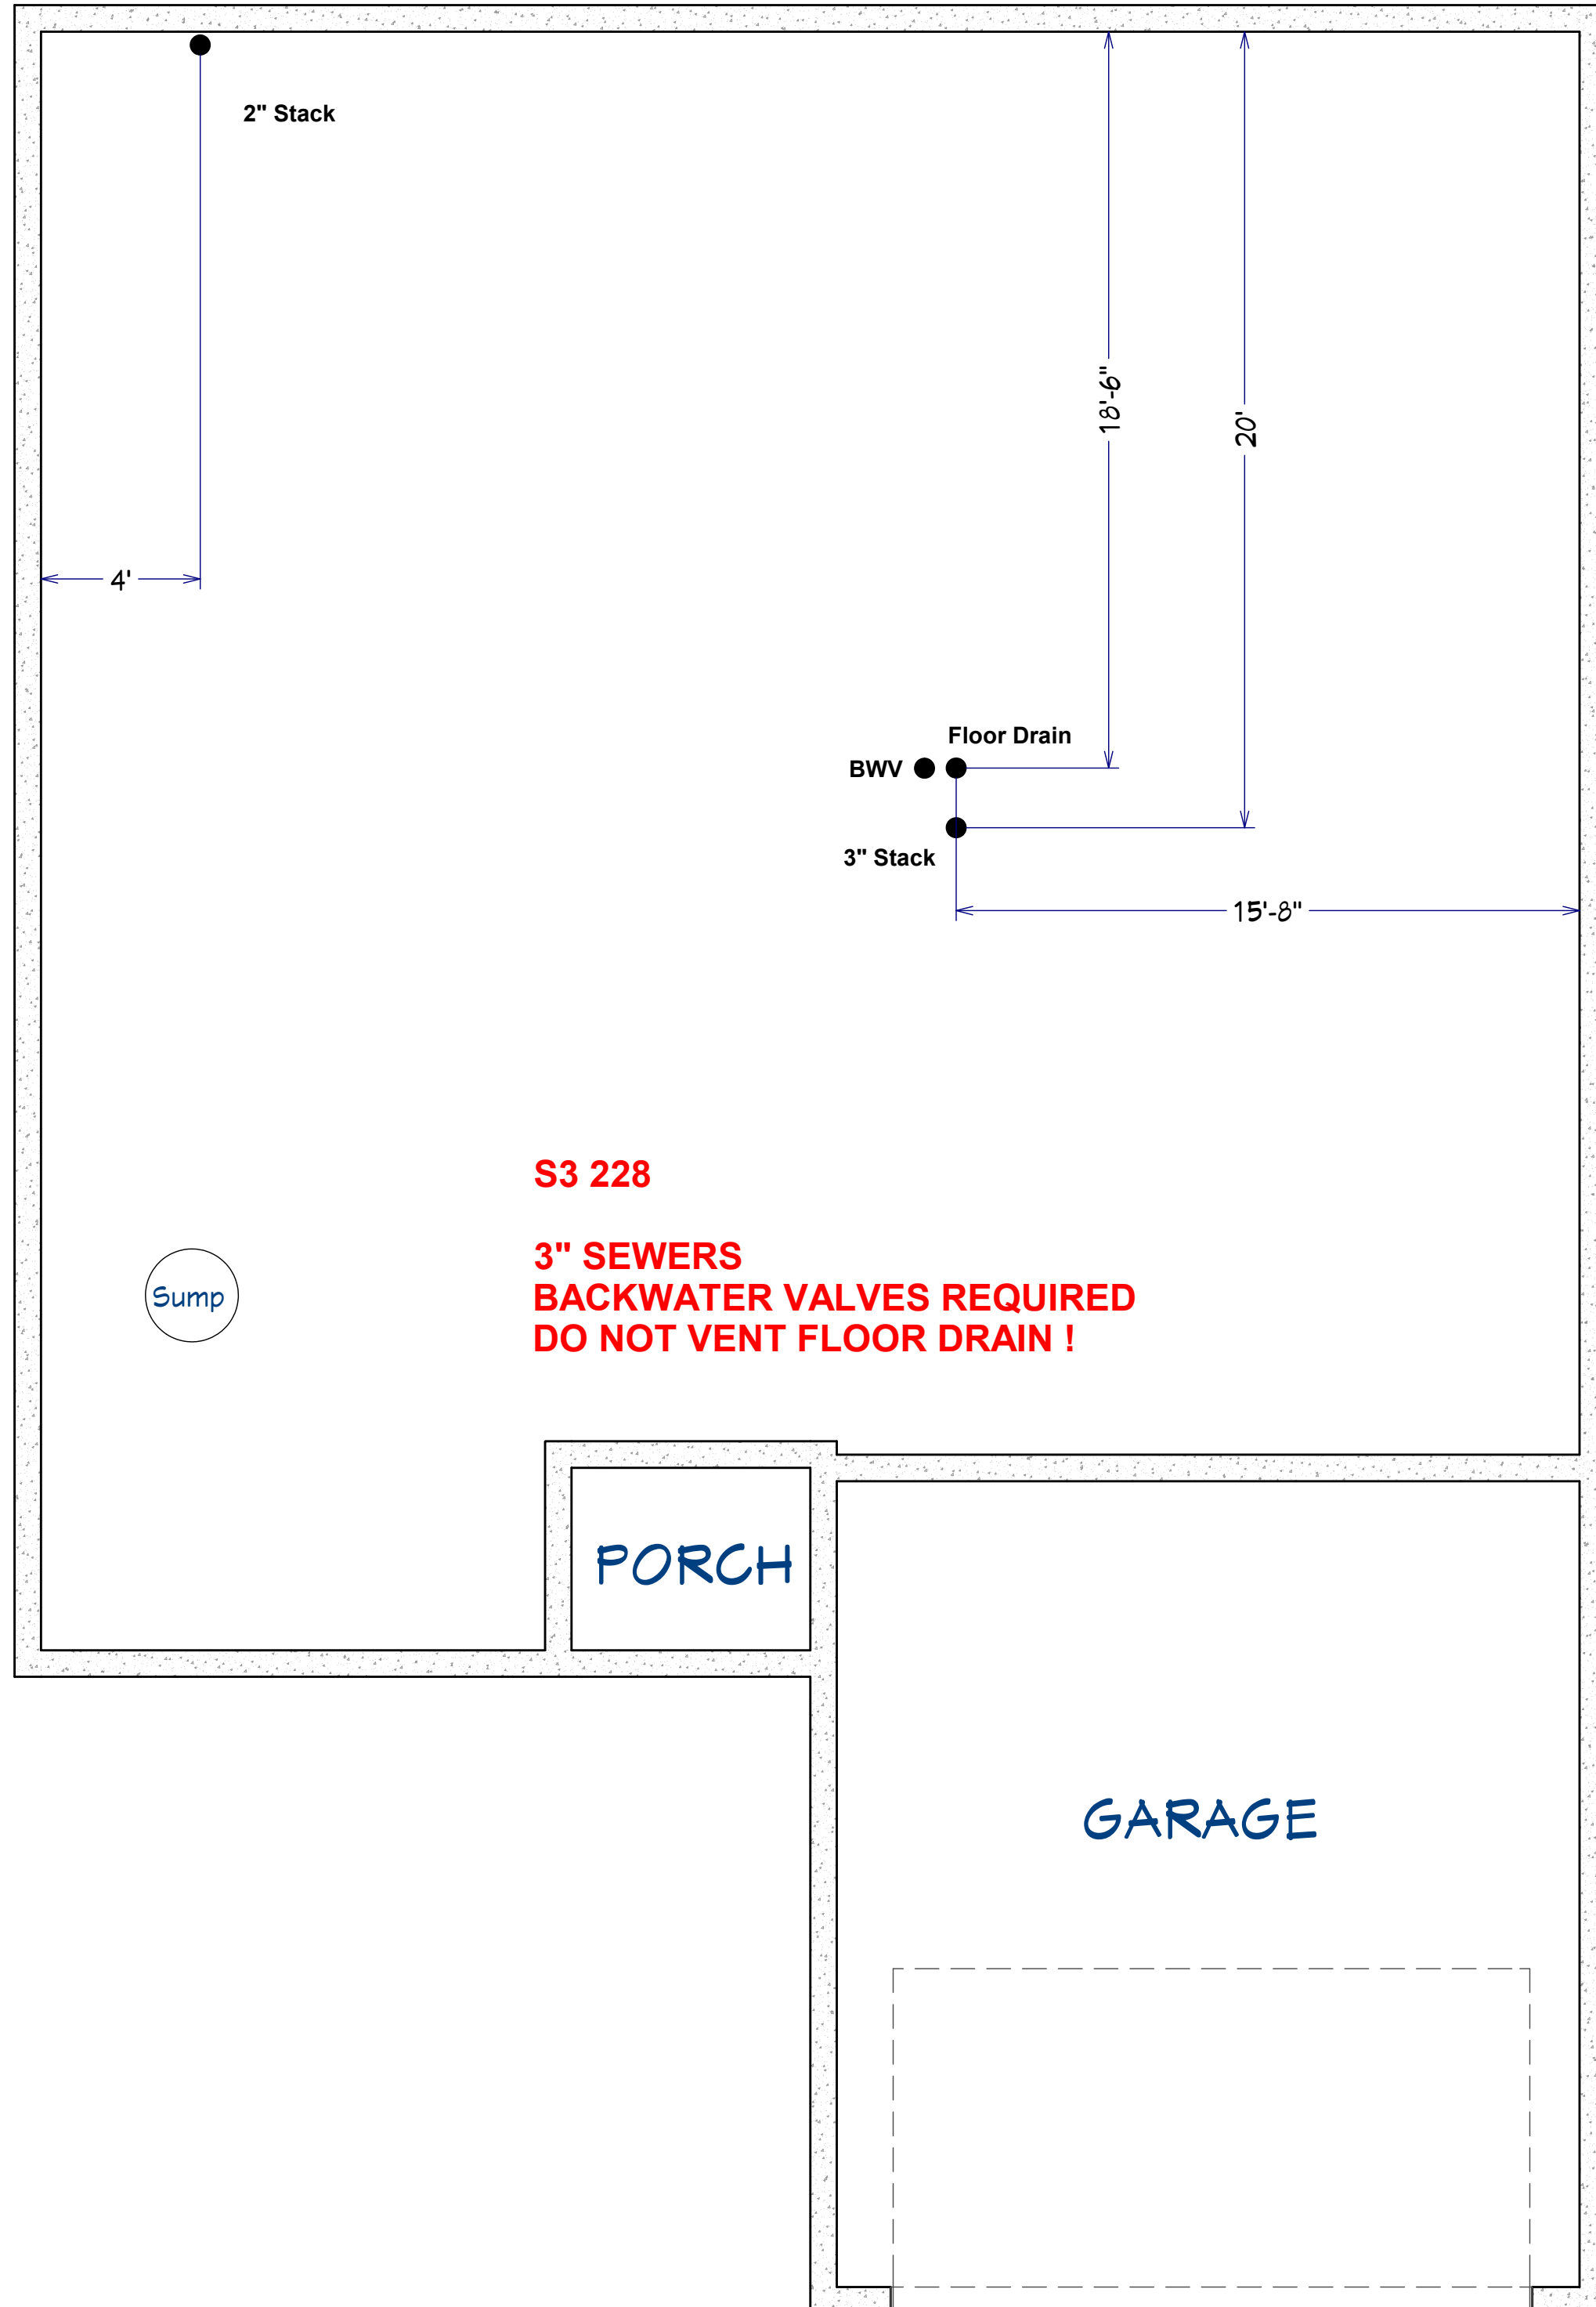 2" Stack
18'-6"
20'
4'
Floor Drain
BWV
3" Stack
15'-8"
S3 228
3" SEWERS
BACKWATER VALVES REQUIRED
DO NOT VENT FLOOR DRAIN !
Sump
PORCH
GARAGE